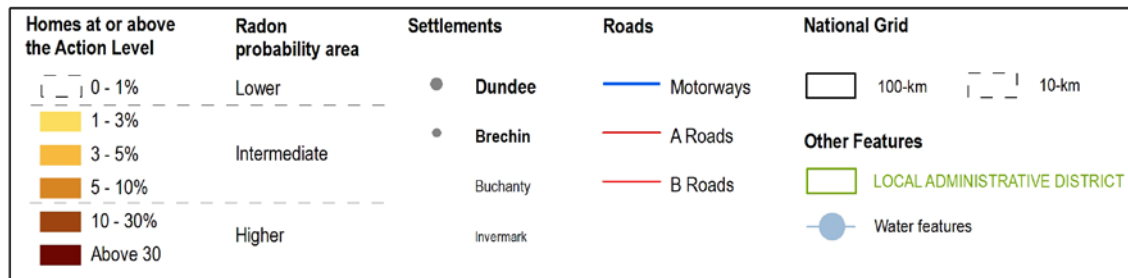 Homes at or above
the Action Level
0 - 1%
1 - 3%
3 - 5%
5 - 10%
10 - 30%
Above 30
Radon
probability area
Lower
Intermediate
Higher
Settlements
Dundee
Brechin
Buchanty
Invermark
Roads
Motorways
A Roads
B Roads
National Grid
100-km
10-km
Other Features
LOCAL ADMINISTRATIVE DISTRICT
Water features